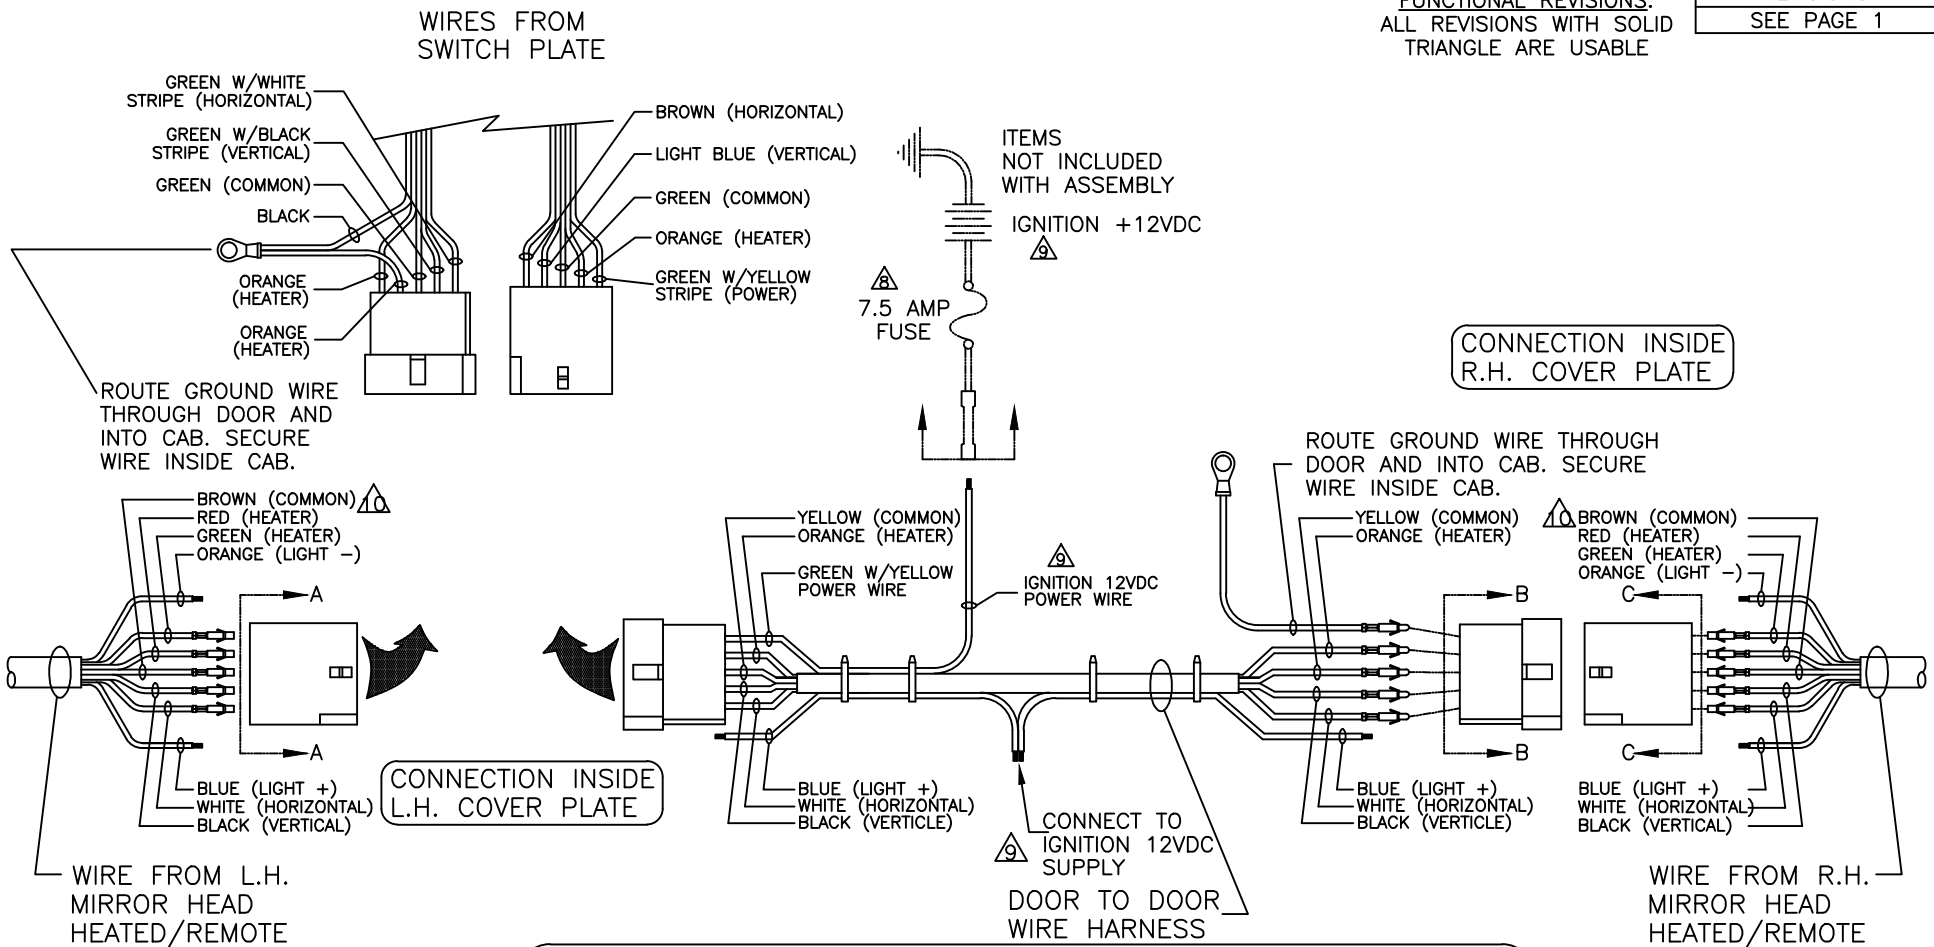 WIRES FROM
SWITCH PLATE
FUNCTIONAL REVISIONS.
ALL REVISIONS WITH SOLID
TRIANGLE ARE USABLE
SEE PAGE 1
GREEN W/WHITE
STRIPE (HORIZONTAL)
GREEN W/BLACK
STRIPE (VERTICAL)
GREEN (COMMON)
BLACK
ORANGE
(HEATER)
ORANGE
(HEATER)
BROWN (HORIZONTAL)
LIGHT BLUE (VERTICAL)
GREEN (COMMON)
ORANGE (HEATER)
GREEN W/YELLOW
STRIPE (POWER)
ITEMS
NOT INCLUDED
WITH ASSEMBLY
IGNITION +12VDC
9
8
7.5 AMP
FUSE
CONNECTION INSIDE
R.H. COVER PLATE
ROUTE GROUND WIRE
THROUGH DOOR AND
INTO CAB. SECURE
WIRE INSIDE CAB.
ROUTE GROUND WIRE THROUGH
DOOR AND INTO CAB. SECURE
WIRE INSIDE CAB.
BROWN (COMMON) 10
RED (HEATER)
GREEN (HEATER)
ORANGE (LIGHT -)
A
A
BLUE (LIGHT +)
WHITE (HORIZONTAL)
BLACK (VERTICAL)
CONNECTION INSIDE
L.H. COVER PLATE
WIRE FROM L.H.
MIRROR HEAD
HEATED/REMOTE
YELLOW (COMMON)
ORANGE (HEATER)
GREEN W/YELLOW
POWER WIRE
9
IGNITION 12VDC
POWER WIRE
BLUE (LIGHT +)
WHITE (HORIZONTAL)
BLACK (VERTICLE)
9
CONNECT TO
IGNITION 12VDC
SUPPLY
DOOR TO DOOR
WIRE HARNESS
YELLOW (COMMON)
ORANGE (HEATER)
B
B
BLUE (LIGHT +)
WHITE (HORIZONTAL)
BLACK (VERTICLE)
10 BROWN (COMMON)
RED (HEATER)
GREEN (HEATER)
ORANGE (LIGHT -)
C
C
BLUE (LIGHT +)
WHITE (HORIZONTAL)
BLACK (VERTICAL)
WIRE FROM R.H.
MIRROR HEAD
HEATED/REMOTE